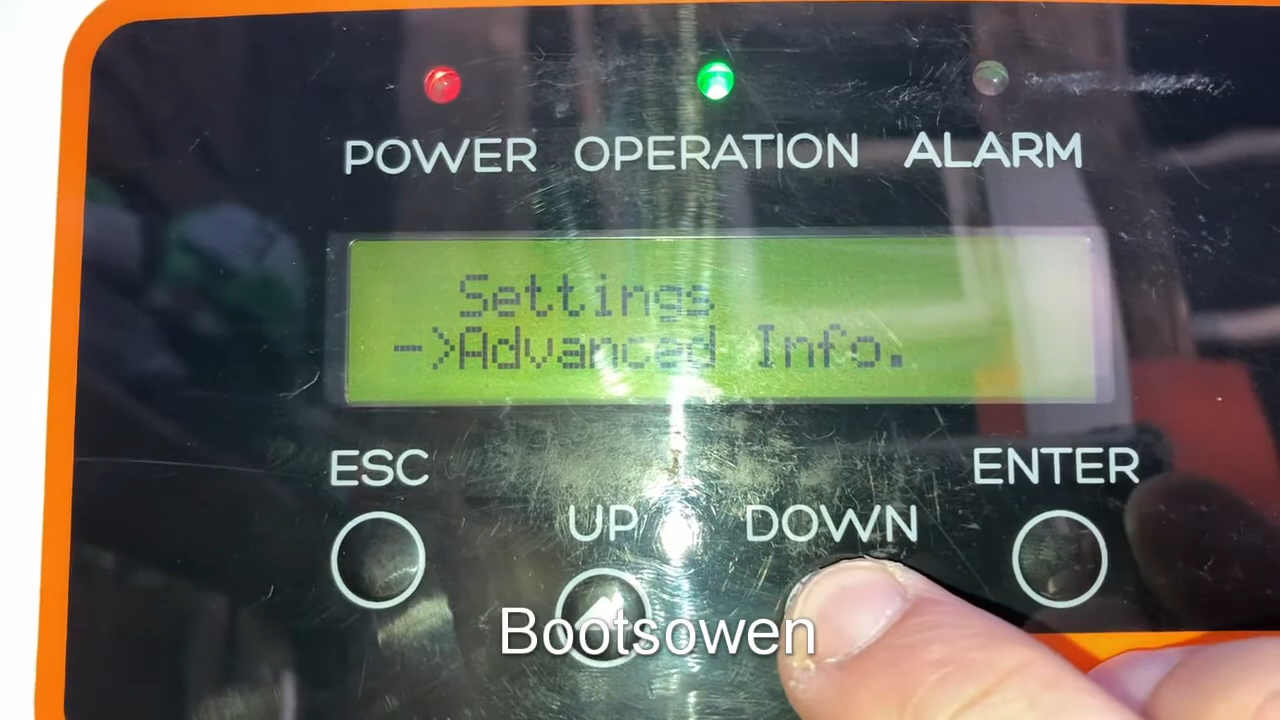 POWER OPERATION ALARM
Settings
->Advanced Info.
ESC
ENTER
UP
DOWN
Bootsowen